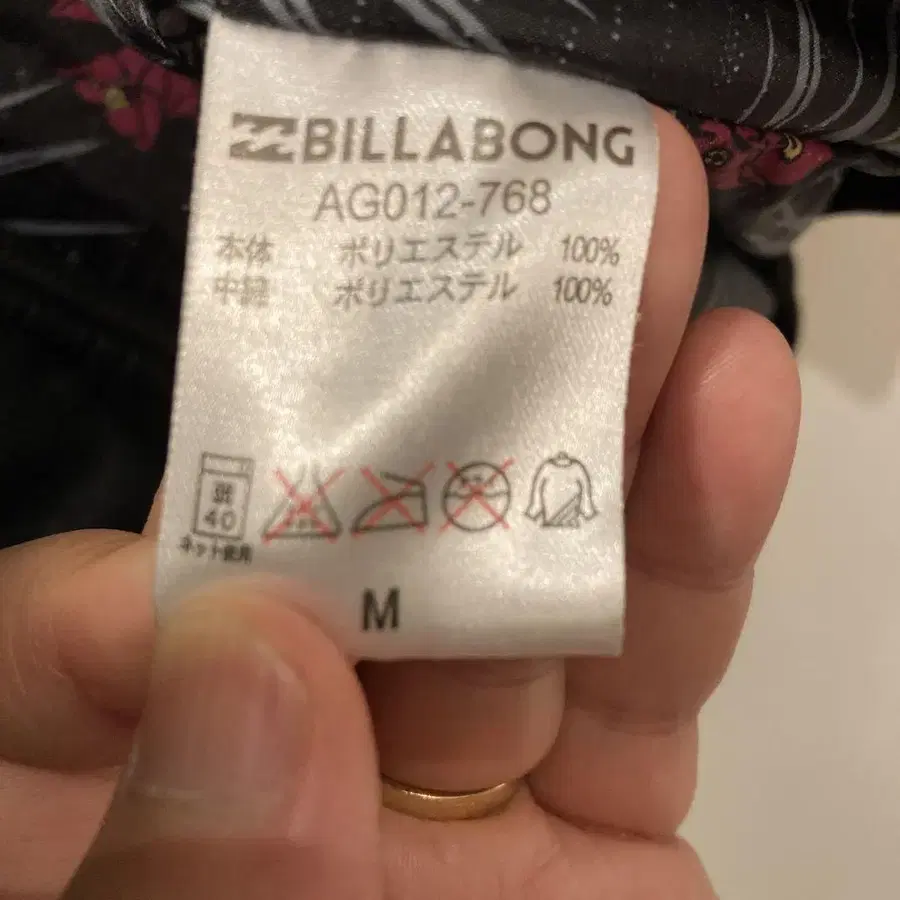 BILLABONG
AG012-768
本体 ポリエステル 100%
中綿 ポリエステル 100%
弱
40
ネット使用
M